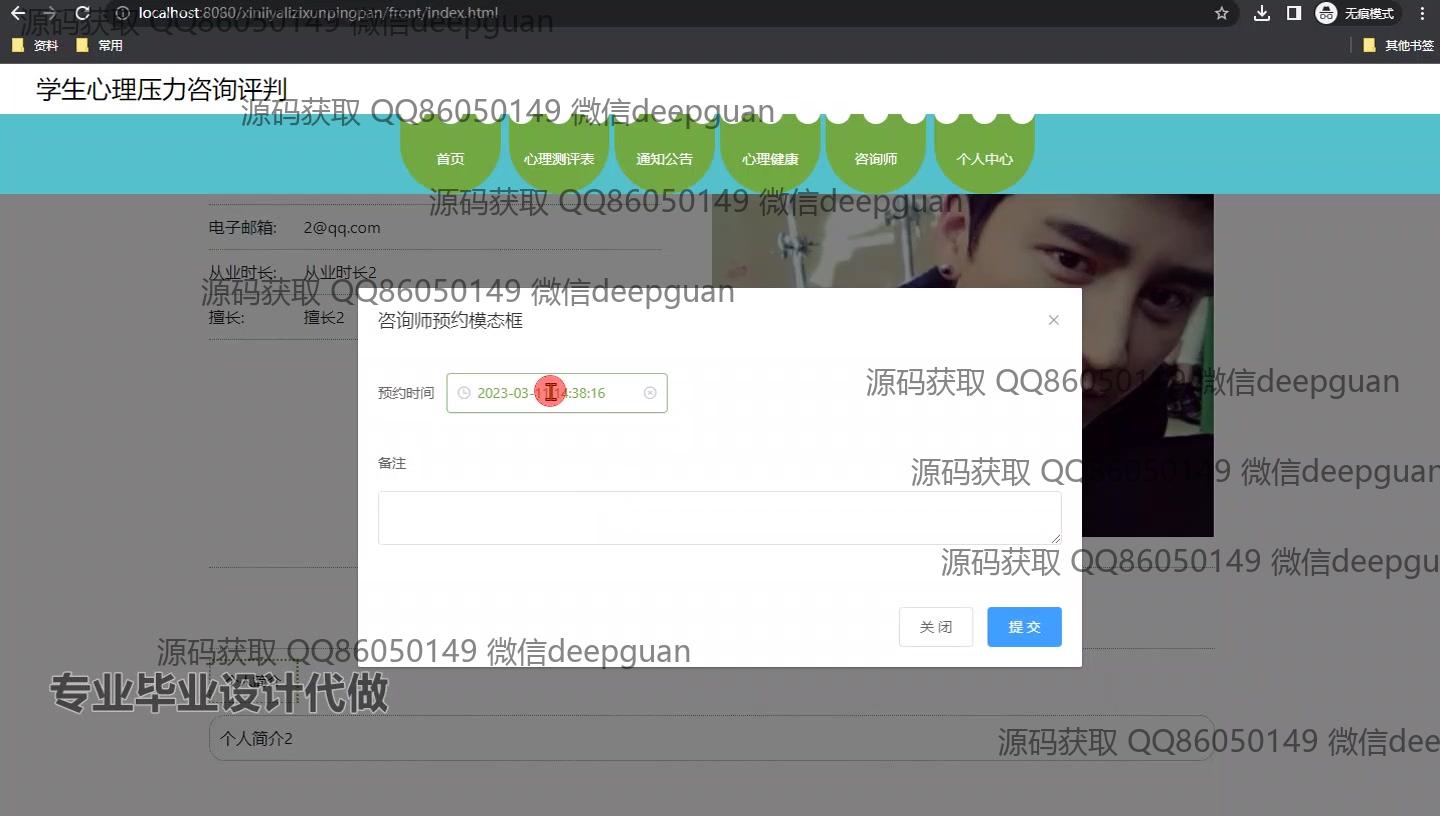 localhost:8080/xinliyalizixunpingpan/front/index.html
无痕模式
源码获取 QQ86050149 微信deepguan
资料
常用
其他书签
学生心理压力咨询评判
源码获取 QQ86050149 微信deepguan
首页
心理测评表
通知公告
心理健康
咨询师
个人中心
源码获取 QQ86050149 微信deepguan
电子邮箱: 2@qq.com
从业时长: 从业时长2
源码获取 QQ86050149 微信deepguan
擅长: 擅长2
咨询师预约模态框
源码获取 QQ86050149 微信deepguan
预约时间 2023-03-11 14:38:16
备注
源码获取 QQ86050149 微信deepguan
源码获取 QQ86050149 微信deepgu
关闭
提交
源码获取 QQ86050149 微信deepguan
个人简介
专业毕业设计代做
个人简介2
源码获取 QQ86050149 微信dee